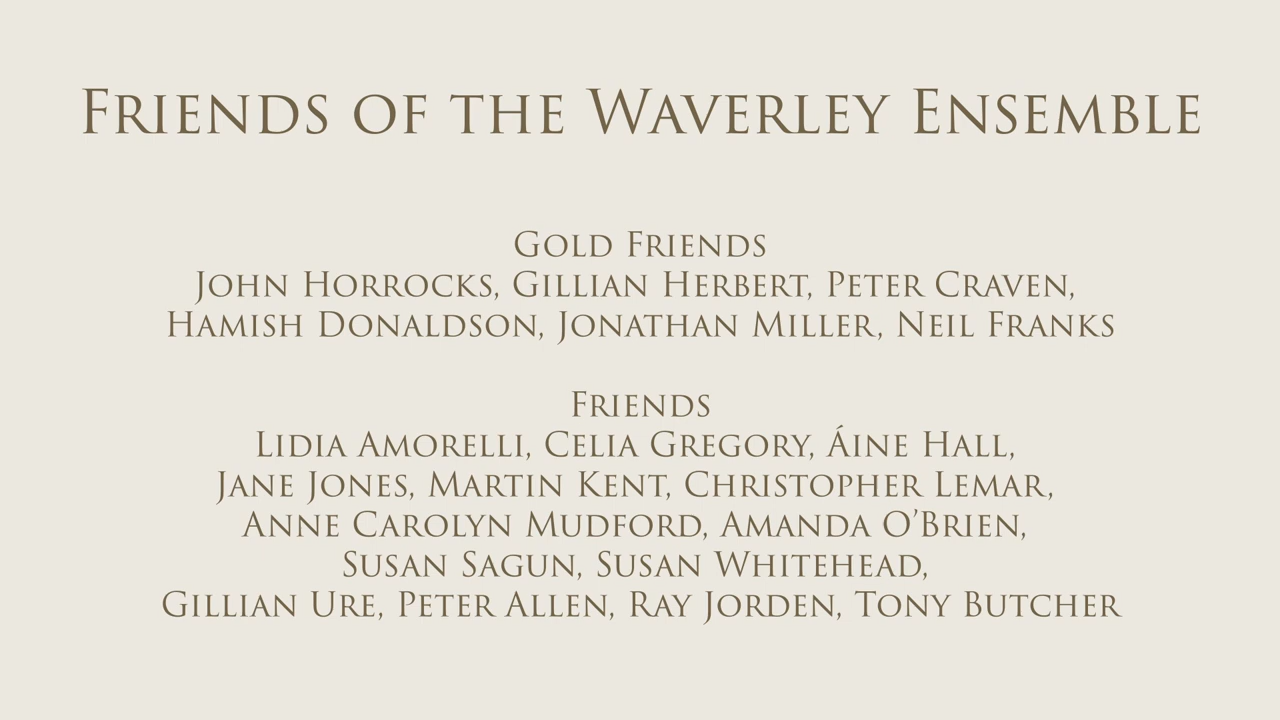 Friends of the Waverley Ensemble
Gold Friends
John Horrocks, Gillian Herbert, Peter Craven,
Hamish Donaldson, Jonathan Miller, Neil Franks
Friends
Lidia Amorelli, Celia Gregory, Áine Hall,
Jane Jones, Martin Kent, Christopher Lemar,
Anne Carolyn Mudford, Amanda O’Brien,
Susan Sagun, Susan Whitehead,
Gillian Ure, Peter Allen, Ray Jorden, Tony Butcher